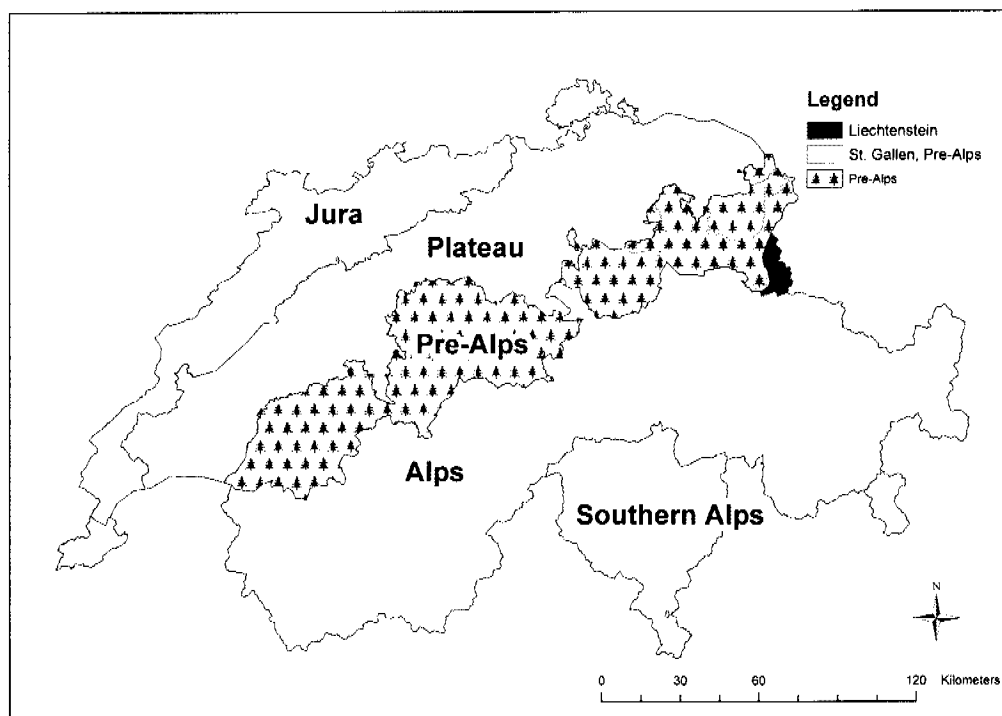 Legend
Liechtenstein
St. Gallen, Pre-Alps
Pre-Alps
Jura
Plateau
Pre-Alps
Alps
Southern Alps
N
0 30 60 120 Kilometers